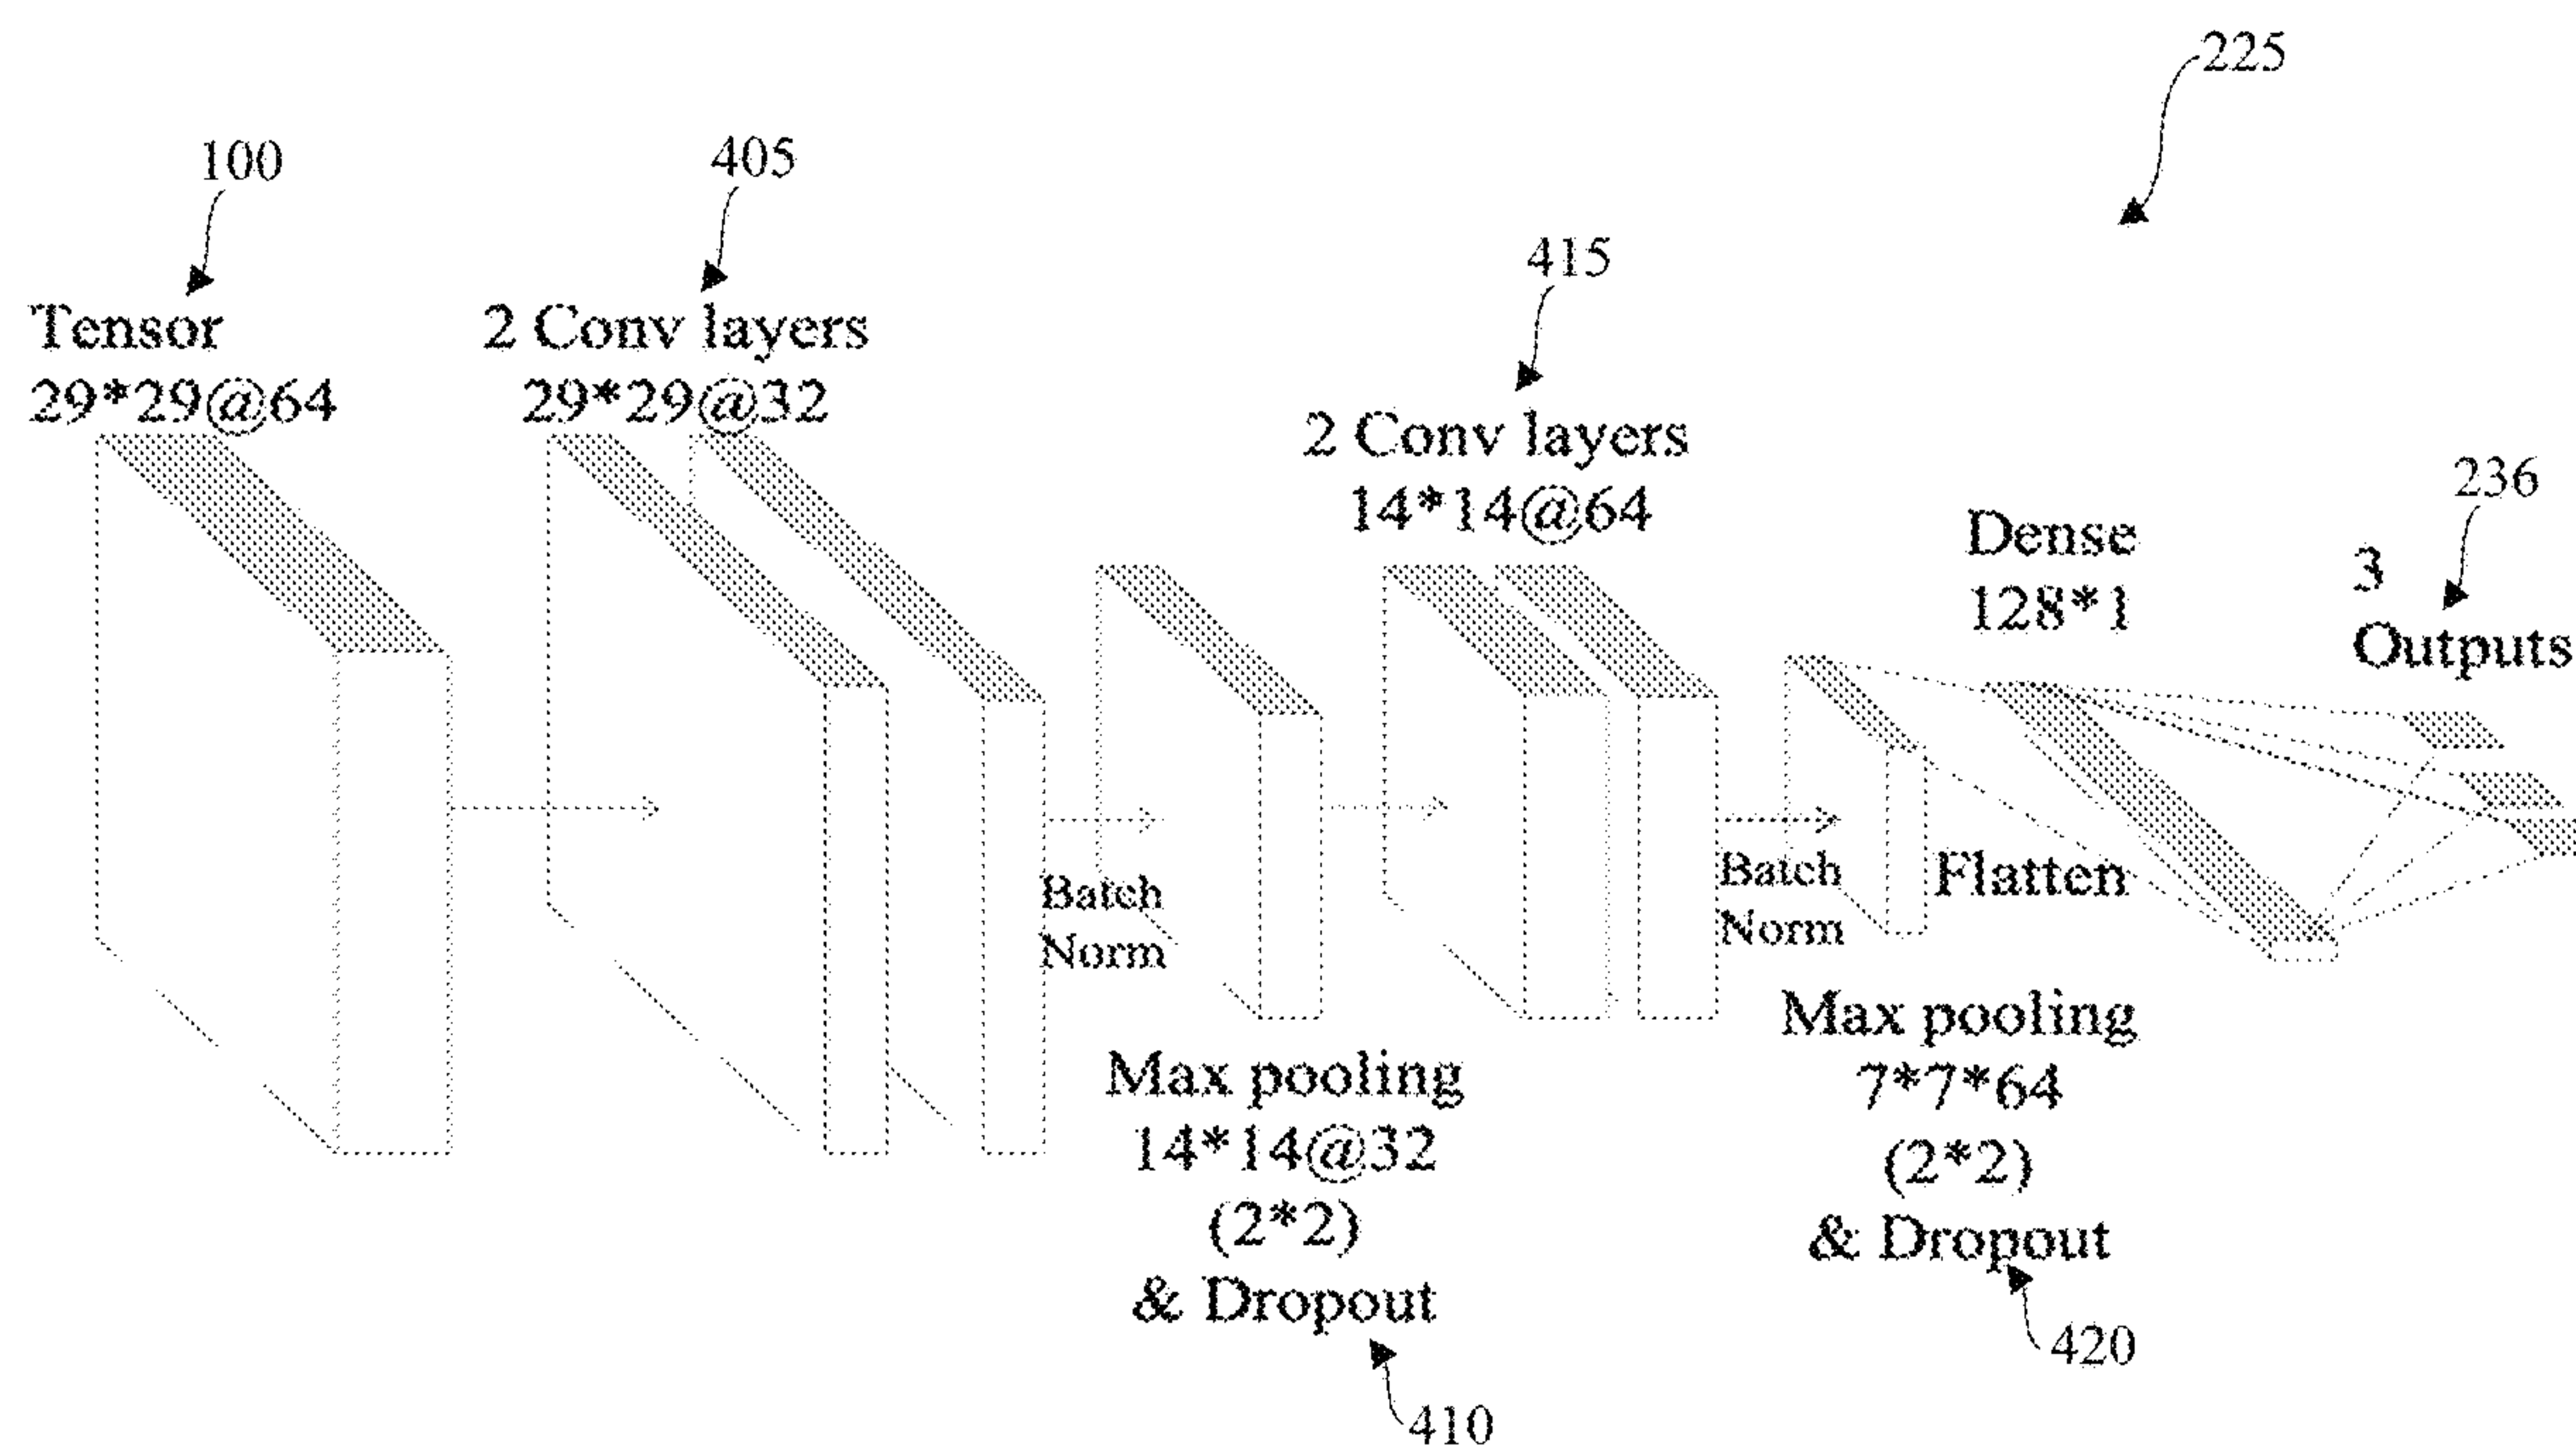 225
100
405
Tensor
29*29@64
2 Conv layers
29*29@32
415
2 Conv layers
14*14@64
236
Dense
128*1
3
Outputs
Batch
Norm
Batch
Norm
Flatten
Max pooling
14*14@32
(2*2)
& Dropout
410
Max pooling
7*7*64
(2*2)
& Dropout
420